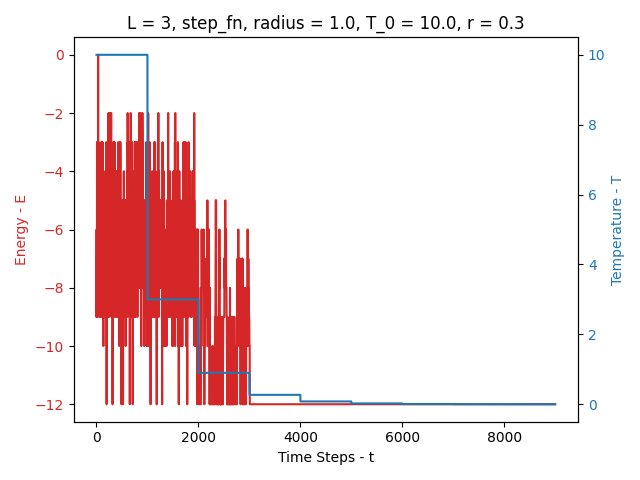 L = 3, step_fn, radius = 1.0, T_0 = 10.0, r = 0.3
Energy - E
0
−2
−4
−6
−8
−10
−12
10
8
6
4
2
0
Temperature - T
0 2000 4000 6000 8000
Time Steps - t